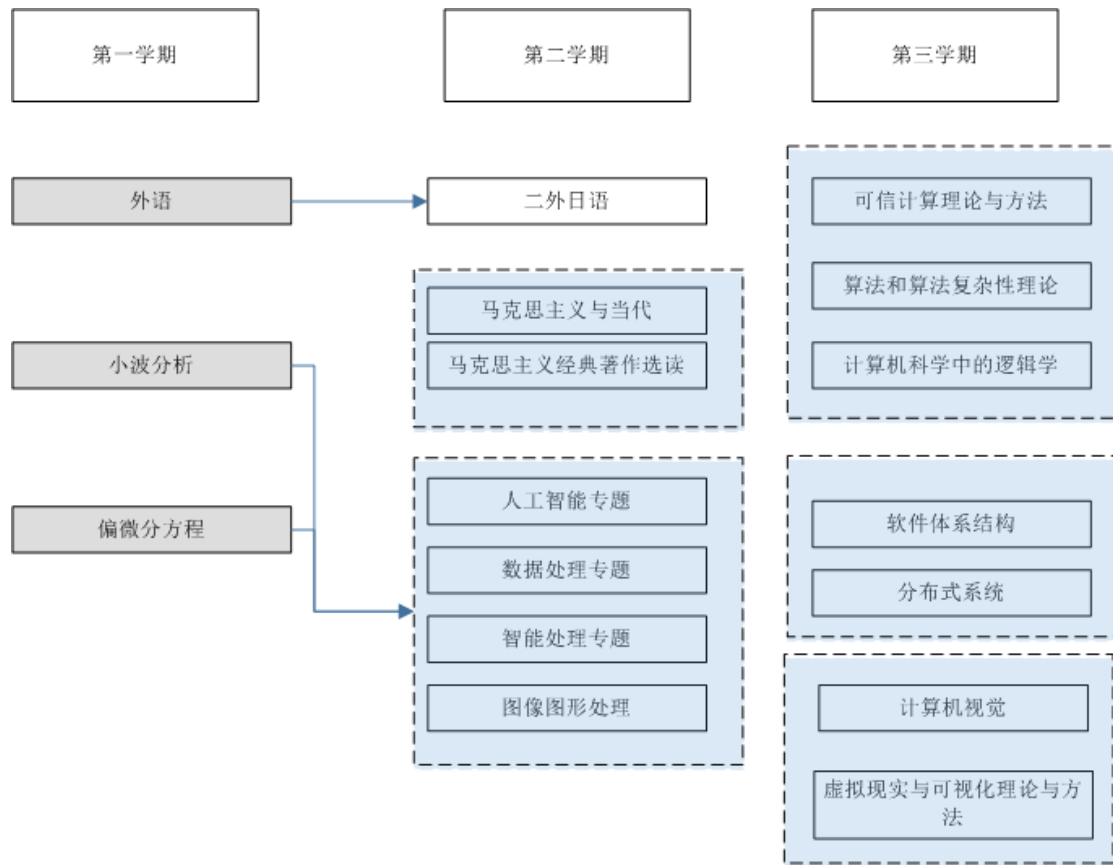 第一学期
第二学期
第三学期
外语
二外日语
可信计算理论与方法
算法和算法复杂性理论
马克思主义与当代
小波分析
马克思主义经典著作选读
计算机科学中的逻辑学
人工智能专题
偏微分方程
软件体系结构
数据处理专题
分布式系统
智能处理专题
图像图形处理
计算机视觉
虚拟现实与可视化理论与方
法